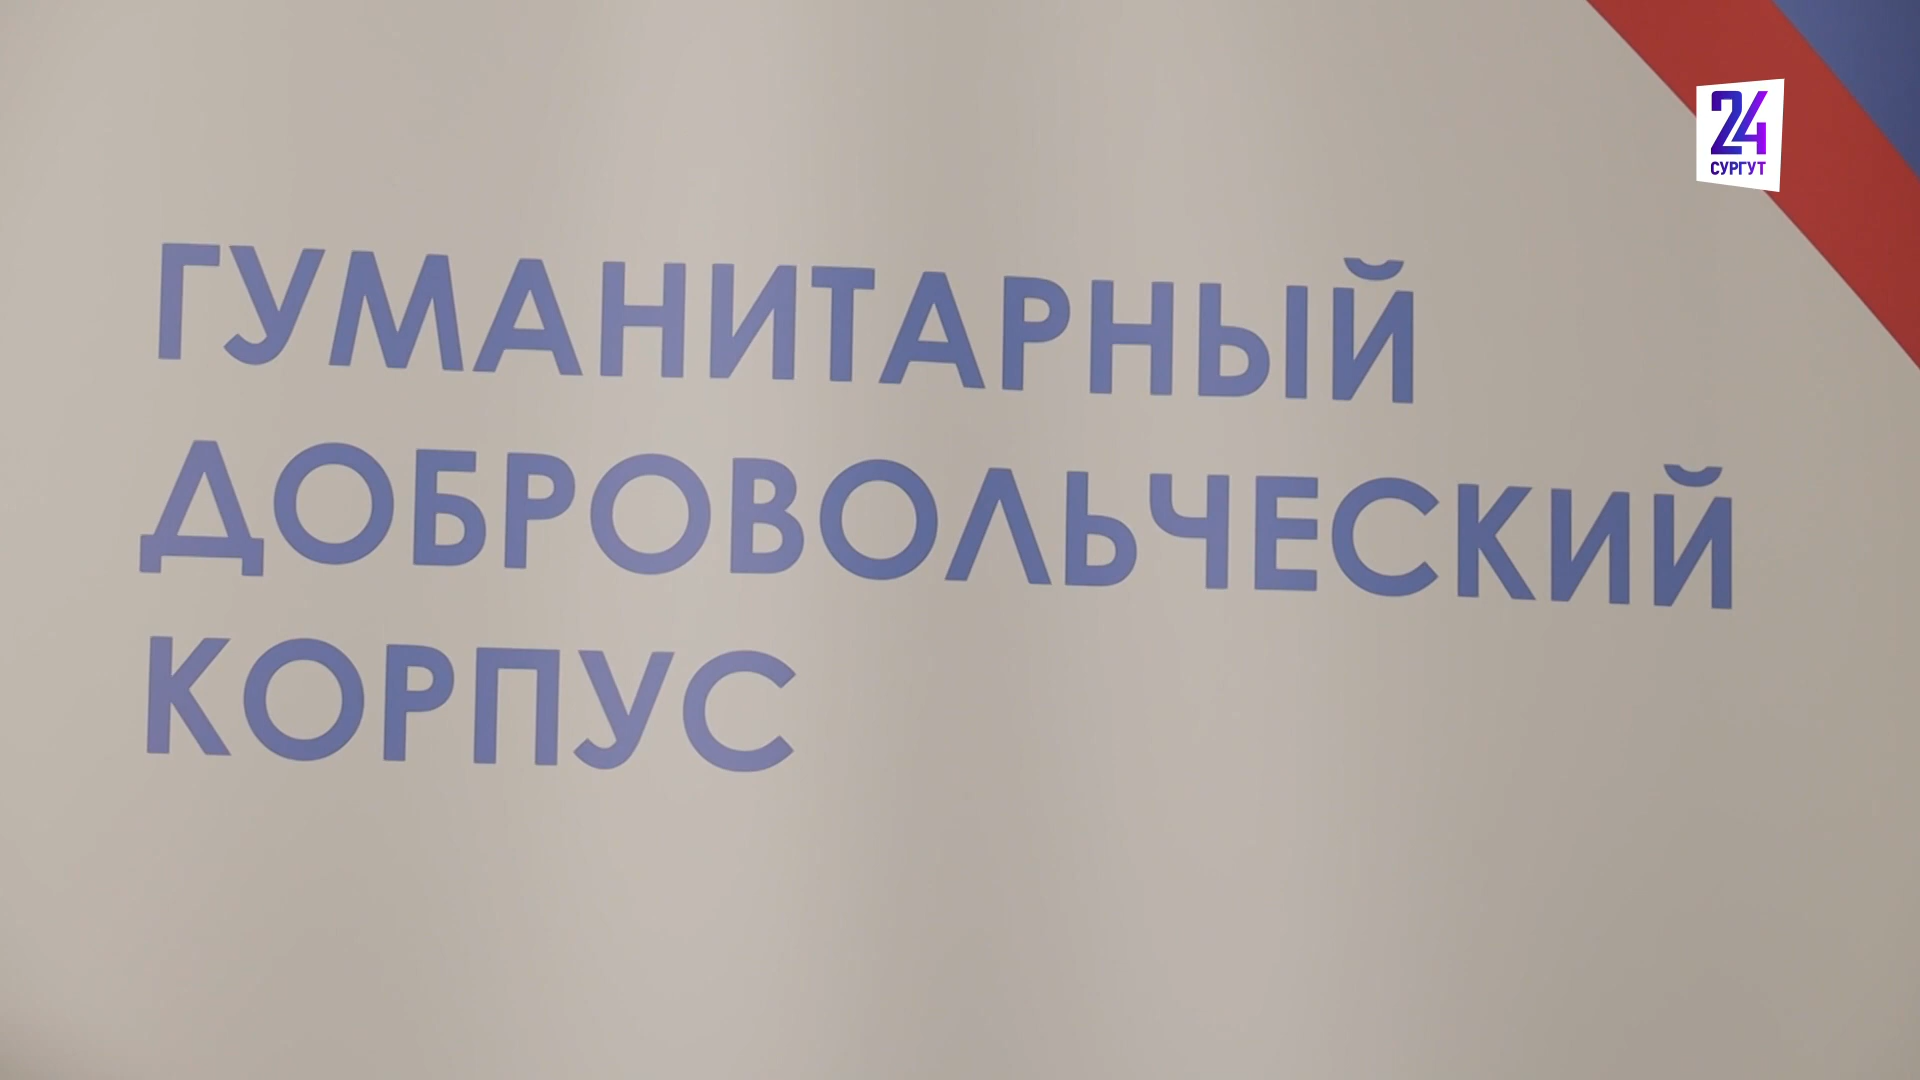 24
СУРГУТ
ГУМАНИТАРНЫЙ
ДОБРОВОЛЬЧЕСКИЙ
КОРПУС